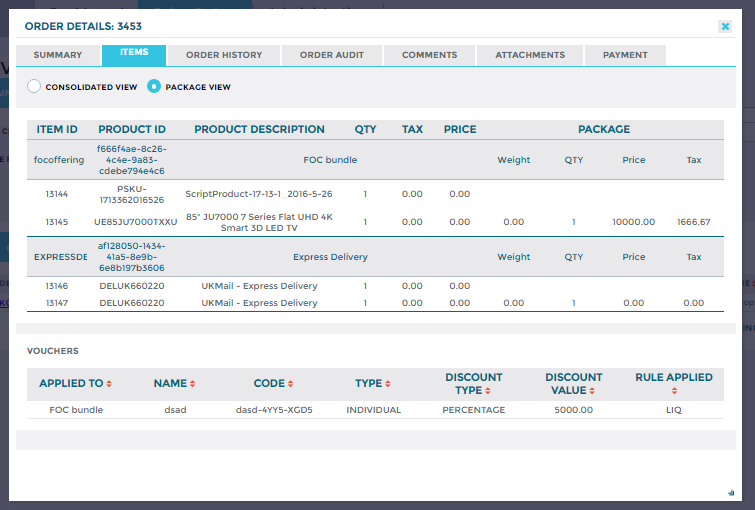 ORDER DETAILS: 3453
SUMMARY ITEMS ORDER HISTORY ORDER AUDIT COMMENTS ATTACHMENTS PAYMENT
CONSOLIDATED VIEW PACKAGE VIEW
ITEM ID PRODUCT ID PRODUCT DESCRIPTION QTY TAX PRICE PACKAGE
focoffering f666f4ae-8c26-4c4e-9a83-cdebe794e4c6 FOC bundle Weight QTY Price Tax
13144 PSKU-1713362016526 ScriptProduct-17-13-1_2016-5-26 1 0.00 0.00
13145 UE85JU7000TXXU 85" JU7000 7 Series Flat UHD 4K Smart 3D LED TV 1 0.00 0.00 0.00 1 10000.00 1666.67
EXPRESSDE af128050-1434-41a5-8e9b-6e8b197b3606 Express Delivery Weight QTY Price Tax
13146 DELUK660220 UKMail - Express Delivery 1 0.00 0.00
13147 DELUK660220 UKMail - Express Delivery 1 0.00 0.00 0.00 1 0.00 0.00
VOUCHERS
APPLIED TO NAME CODE TYPE DISCOUNT TYPE DISCOUNT VALUE RULE APPLIED
FOC bundle dsad dasd-4YY5-XGD5 INDIVIDUAL PERCENTAGE 5000.00 LIQ